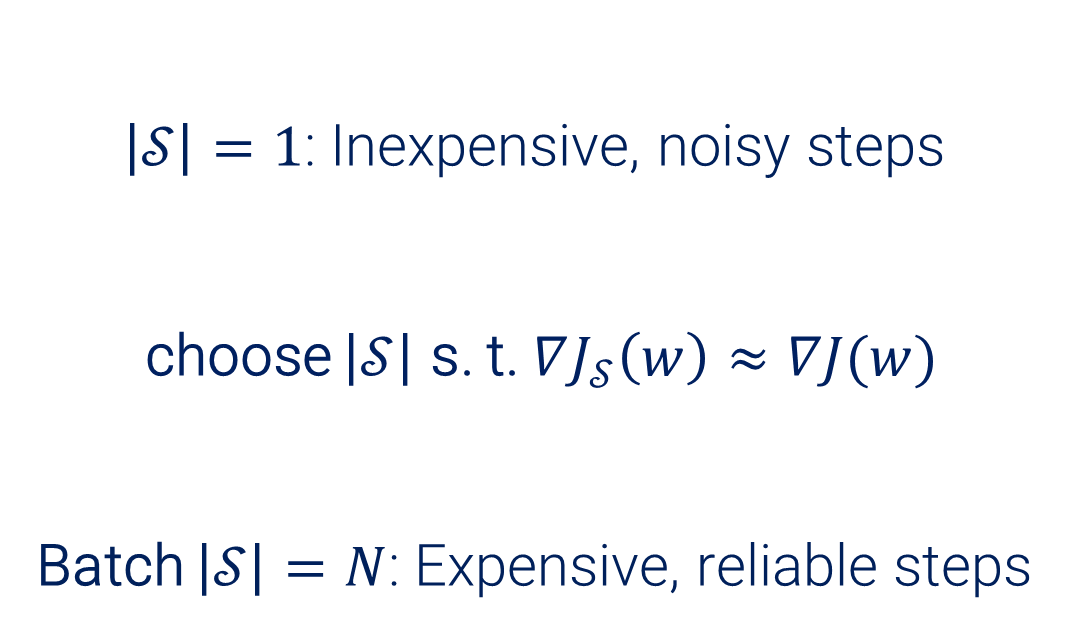 |𝒮| = 1: Inexpensive, noisy steps
choose |𝒮| s. t. ∇J_𝒮(w) ≈ ∇J(w)
Batch |𝒮| = N: Expensive, reliable steps